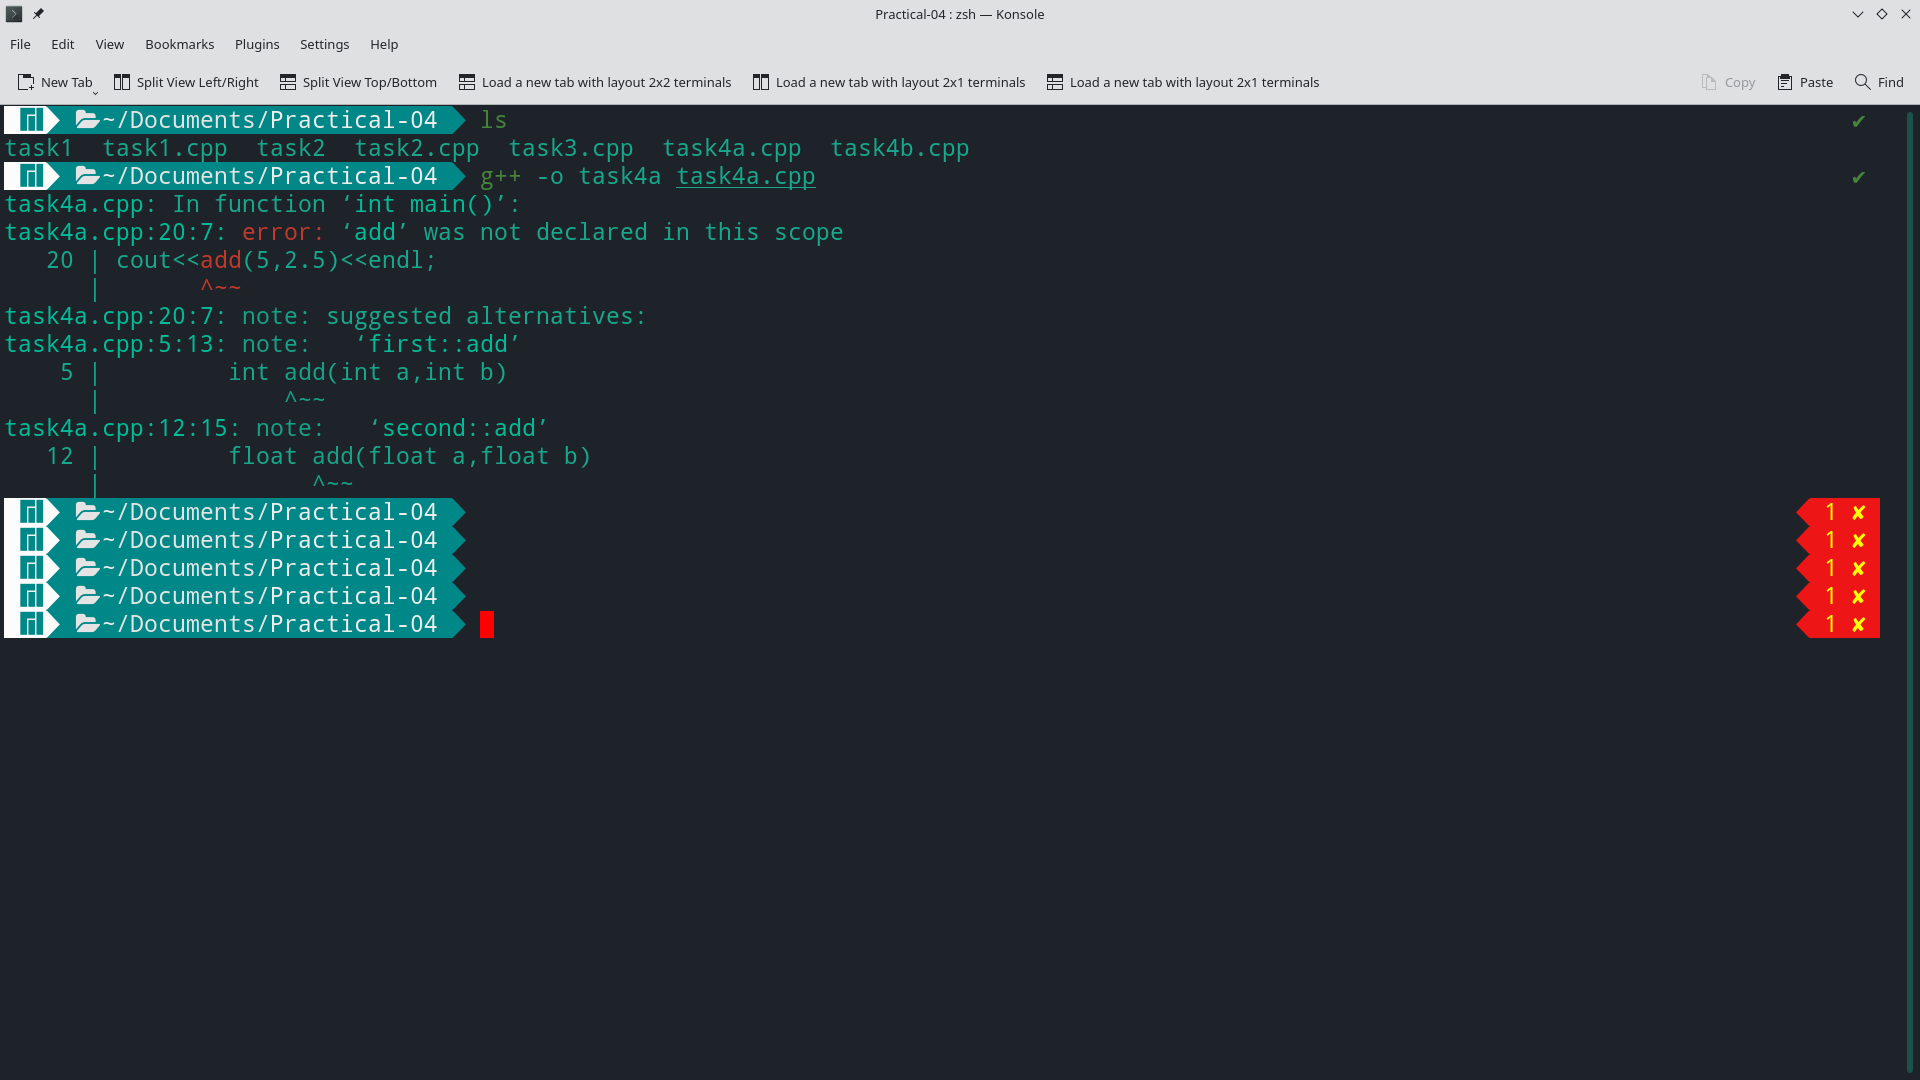 Practical-04 : zsh — Konsole
File Edit View Bookmarks Plugins Settings Help
New Tab Split View Left/Right Split View Top/Bottom Load a new tab with layout 2x2 terminals Load a new tab with layout 2x1 terminals Load a new tab with layout 2x1 terminals Copy Paste Find
~/Documents/Practical-04 ls ✔
task1 task1.cpp task2 task2.cpp task3.cpp task4a.cpp task4b.cpp
~/Documents/Practical-04 g++ -o task4a task4a.cpp ✔
task4a.cpp: In function ‘int main()’:
task4a.cpp:20:7: error: ‘add’ was not declared in this scope
   20 | cout<<add(5,2.5)<<endl;
      |       ^~~
task4a.cpp:20:7: note: suggested alternatives:
task4a.cpp:5:13: note:   ‘first::add’
    5 |         int add(int a,int b)
      |             ^~~
task4a.cpp:12:15: note:   ‘second::add’
   12 |         float add(float a,float b)
      |               ^~~
~/Documents/Practical-04 1 ✘
~/Documents/Practical-04 1 ✘
~/Documents/Practical-04 1 ✘
~/Documents/Practical-04 1 ✘
~/Documents/Practical-04 1 ✘